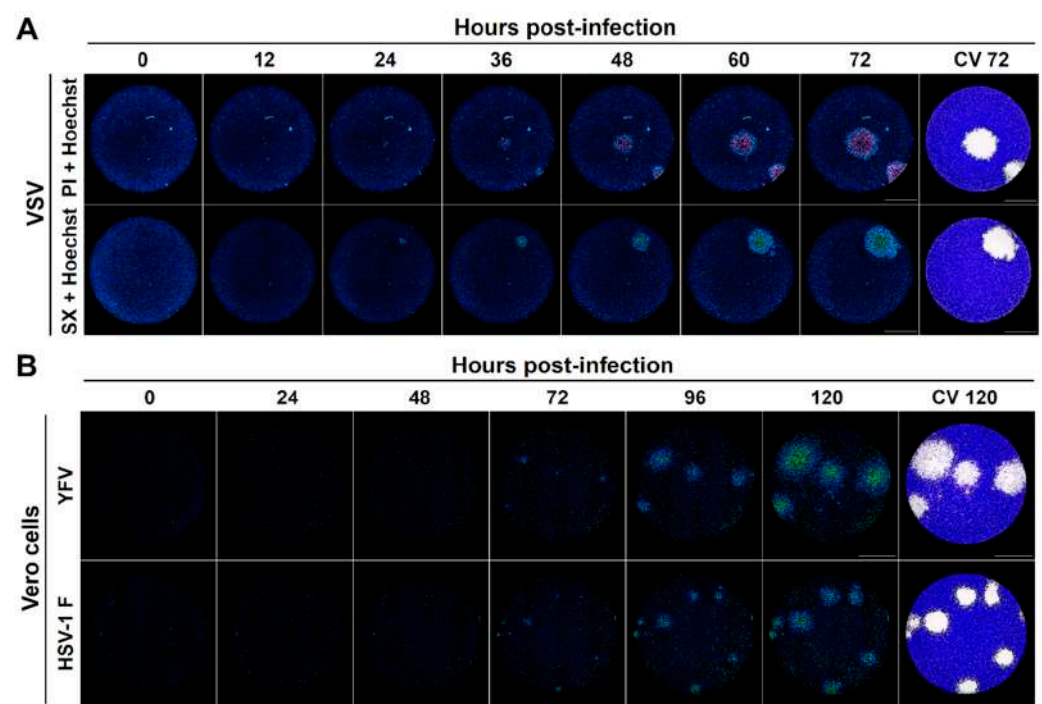 A
Hours post-infection
0 12 24 36 48 60 72 CV 72
VSV
PI + Hoechst
SX + Hoechst
B
Hours post-infection
0 24 48 72 96 120 CV 120
Vero cells
YFV
HSV-1 F